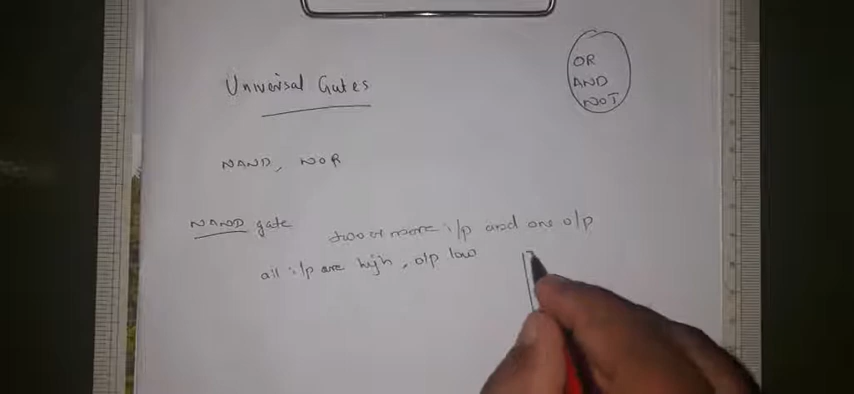 Universal Gates
OR
AND
NOT
NAND, NOR
NAND gate two or more i/p and one o/p
all i/p are high, o/p low